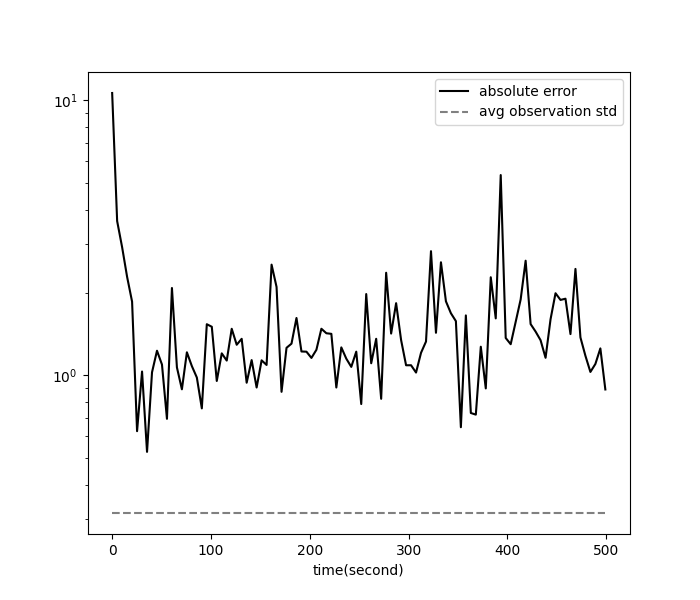 absolute error
avg observation std
10¹
10⁰
0 100 200 300 400 500
time(second)